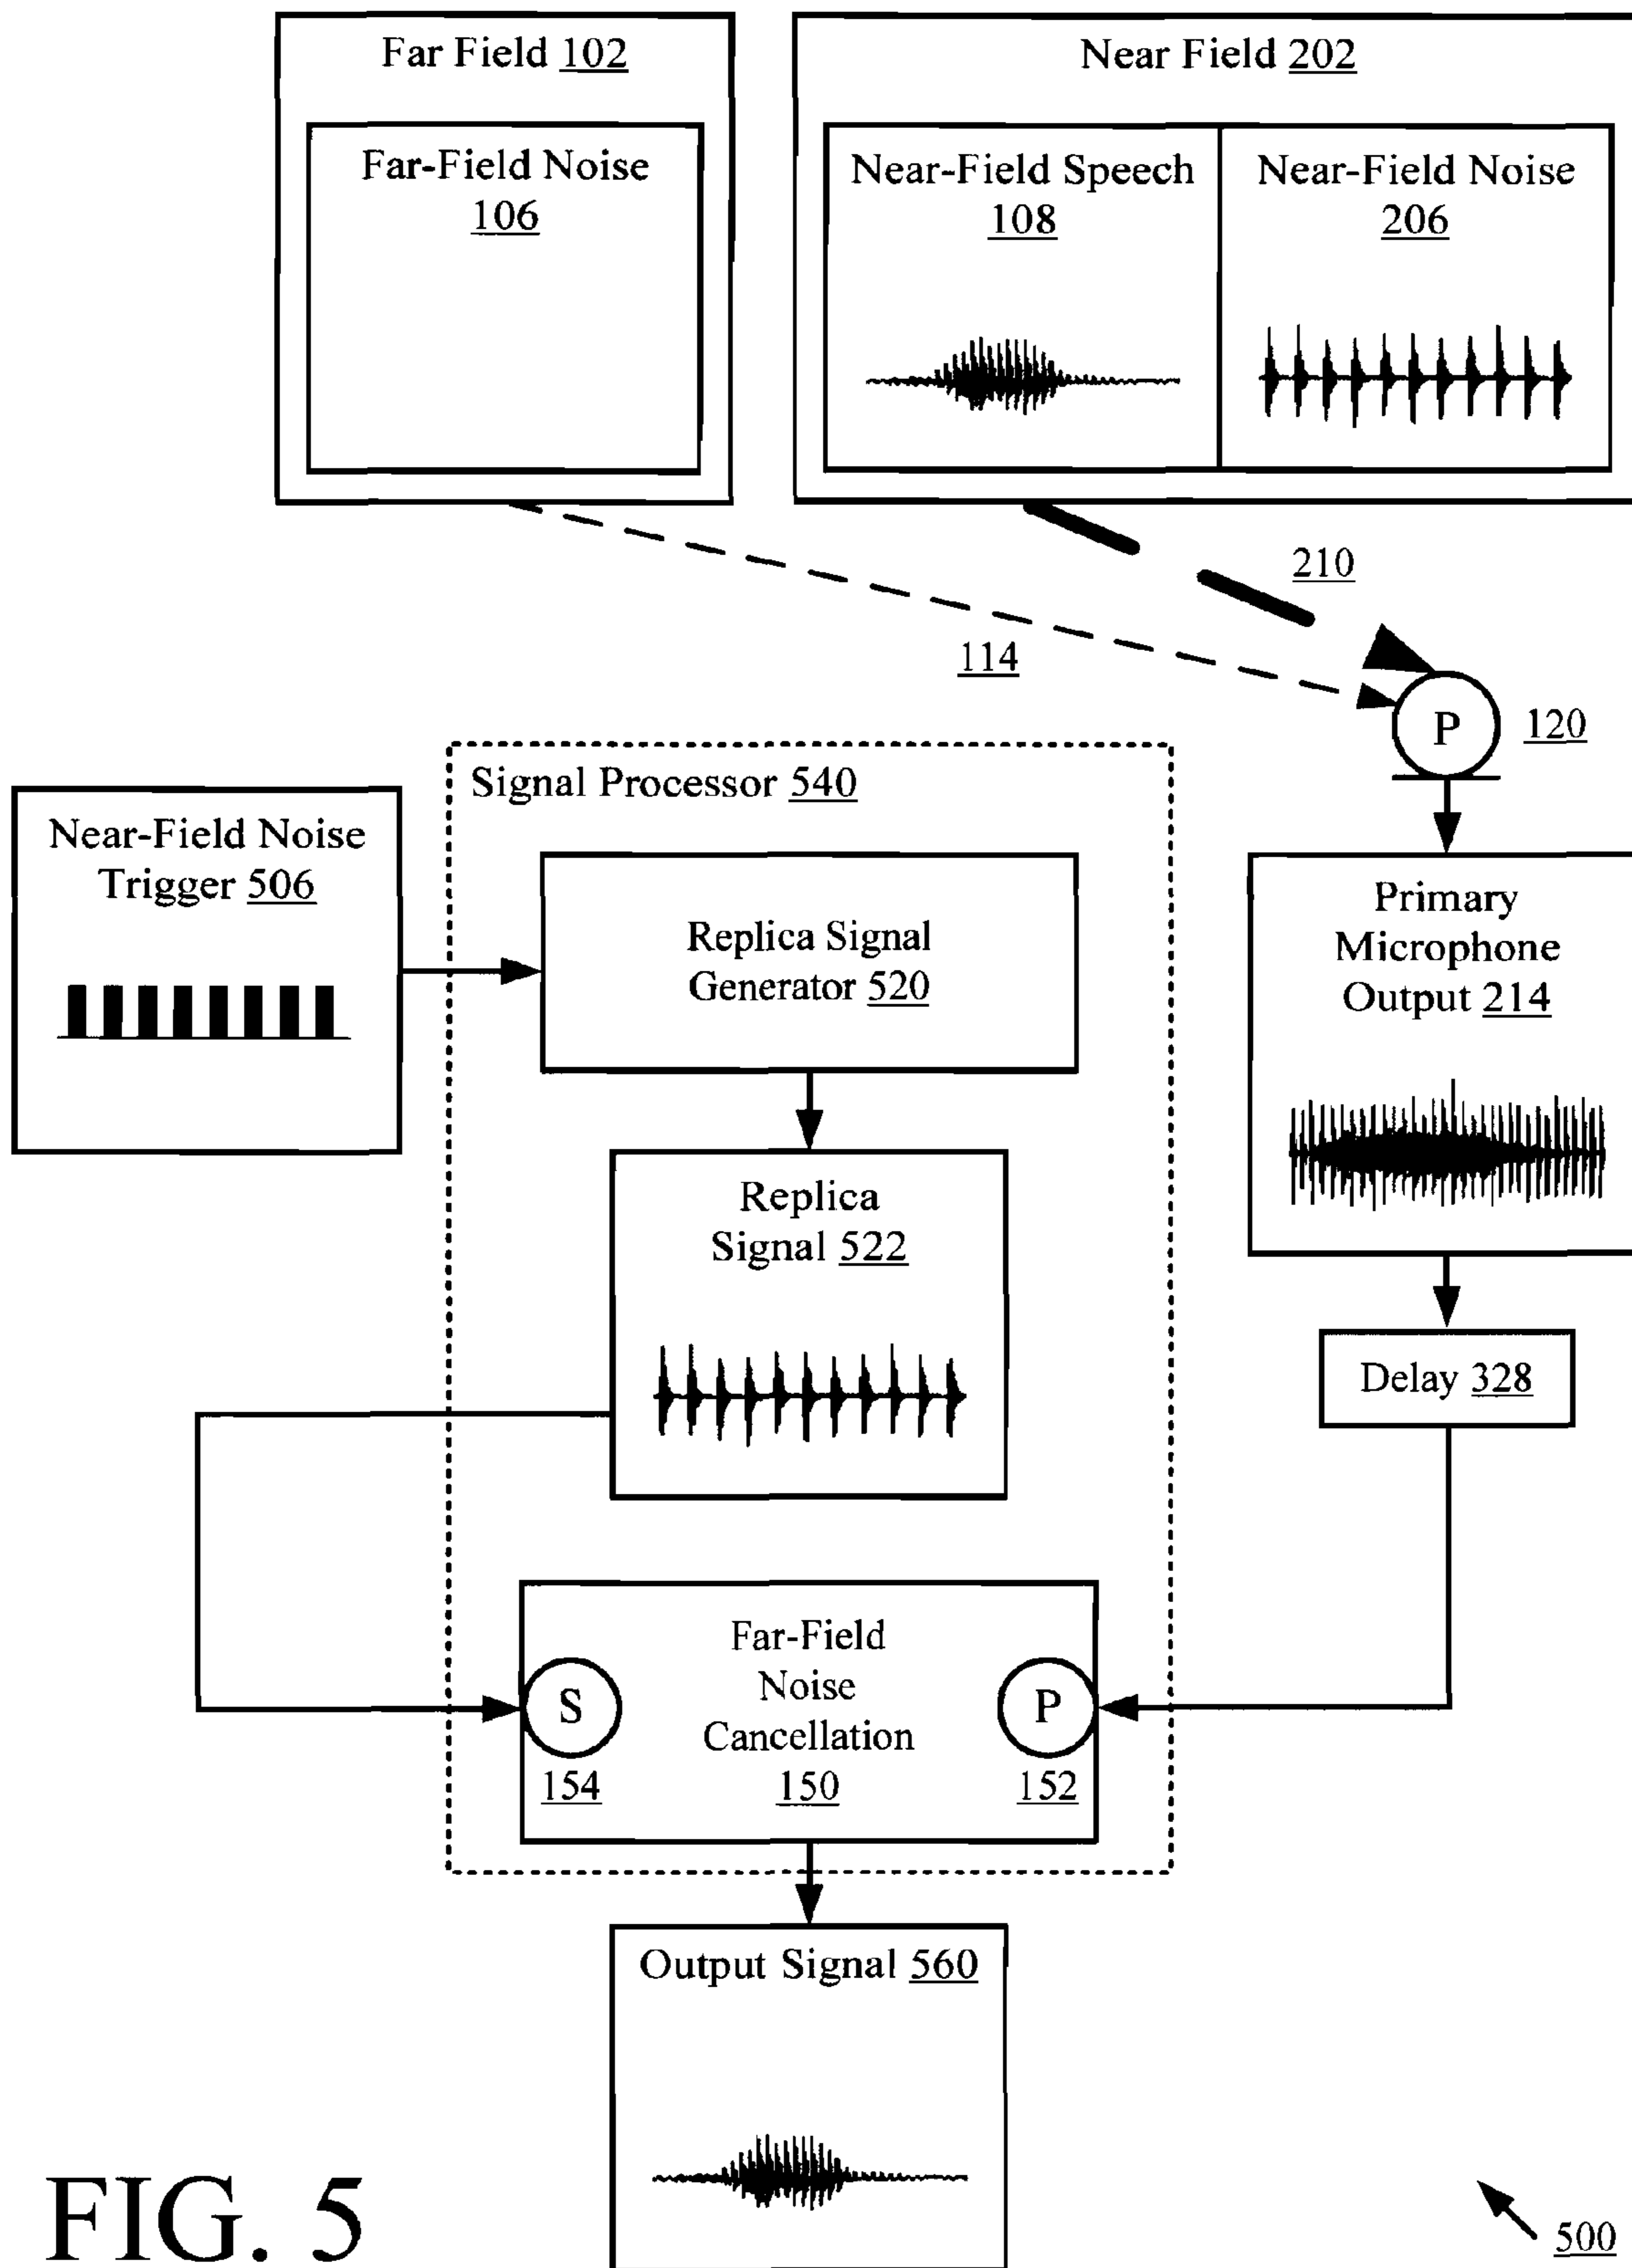 Far Field 102
Far-Field Noise
106
Near Field 202
Near-Field Speech
108
Near-Field Noise
206
210
114
P
120
Signal Processor 540
Near-Field Noise
Trigger 506
Replica Signal
Generator 520
Primary
Microphone
Output 214
Replica
Signal 522
Delay 328
Far-Field
Noise
Cancellation
150
S
154
P
152
Output Signal 560
FIG. 5
500